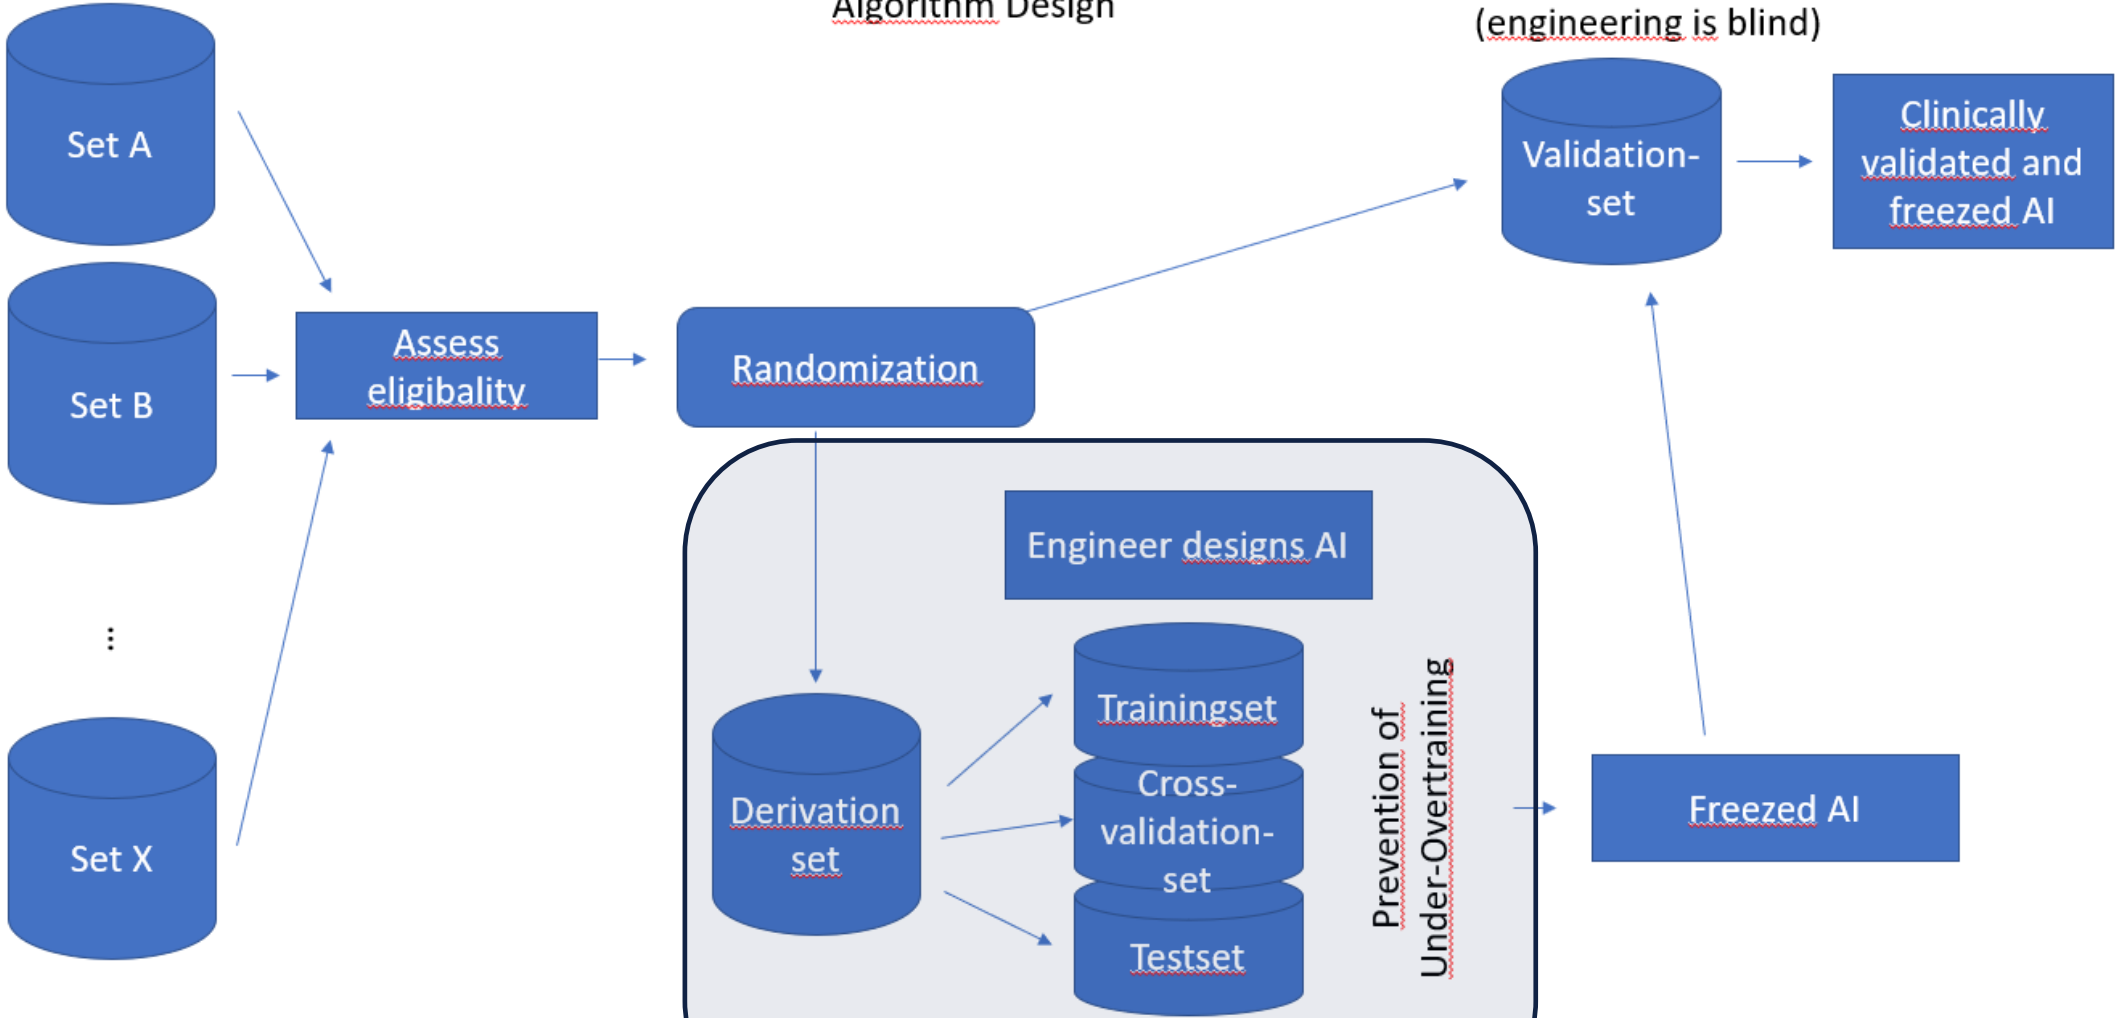 Algorithm Design
(engineering is blind)
Set A
Validation-
set
Clinically
validated and
freezed AI
Set B
Assess
eligibality
Randomization
Engineer designs AI
⋮
Set X
Derivation
set
Trainingset
Cross-
validation-
set
Testset
Prevention of
Under-Overtraining
Freezed AI